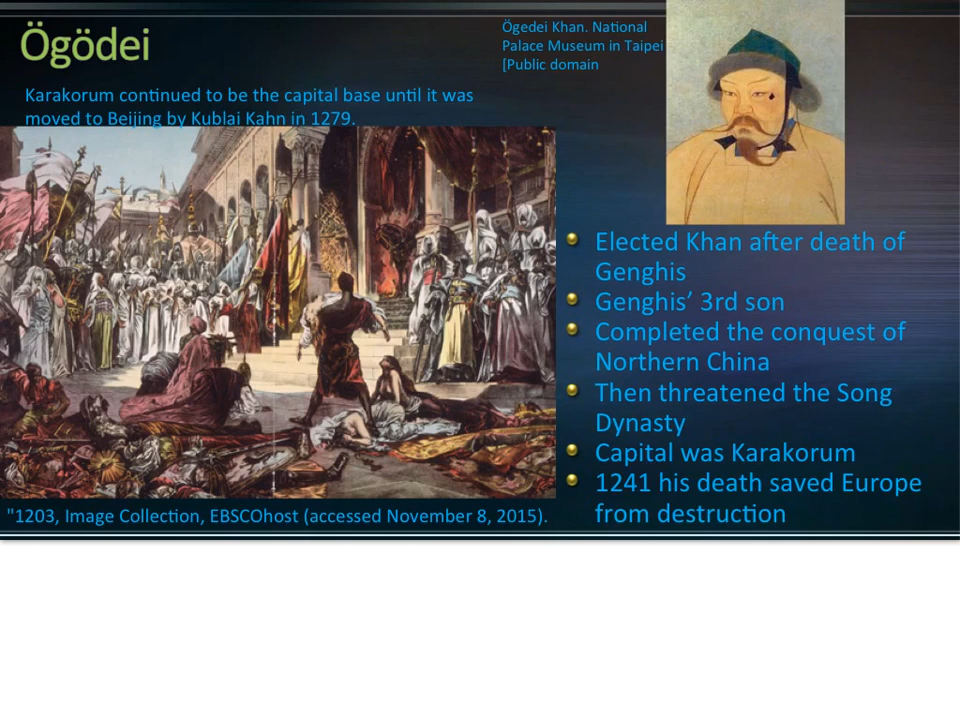 Ögödei
Ögedei Khan. National
Palace Museum in Taipei
[Public domain
Karakorum continued to be the capital base until it was
moved to Beijing by Kublai Kahn in 1279.
Elected Khan after death of
Genghis
Genghis’ 3rd son
Completed the conquest of
Northern China
Then threatened the Song
Dynasty
Capital was Karakorum
1241 his death saved Europe
from destruction
"1203, Image Collection, EBSCOhost (accessed November 8, 2015).